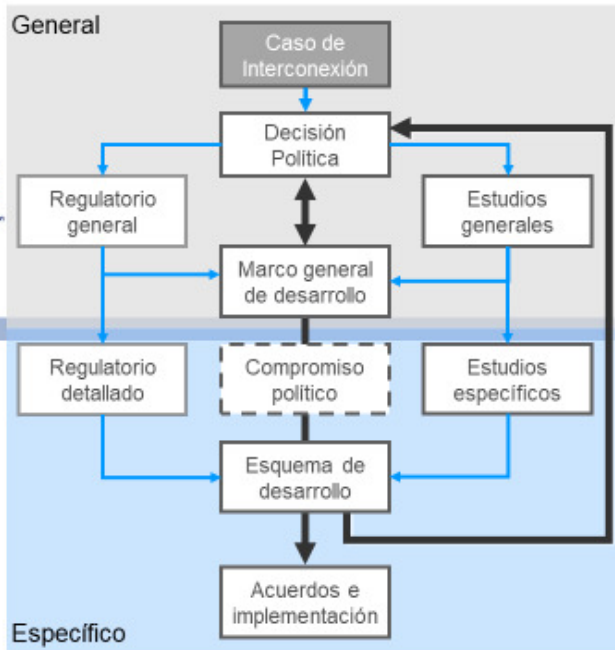 General
Caso de
Interconexión
Decisión
Política
Regulatorio
general
Estudios
generales
Marco general
de desarrollo
Regulatorio
detallado
Compromiso
político
Estudios
específicos
Esquema de
desarrollo
Acuerdos e
implementación
Específico